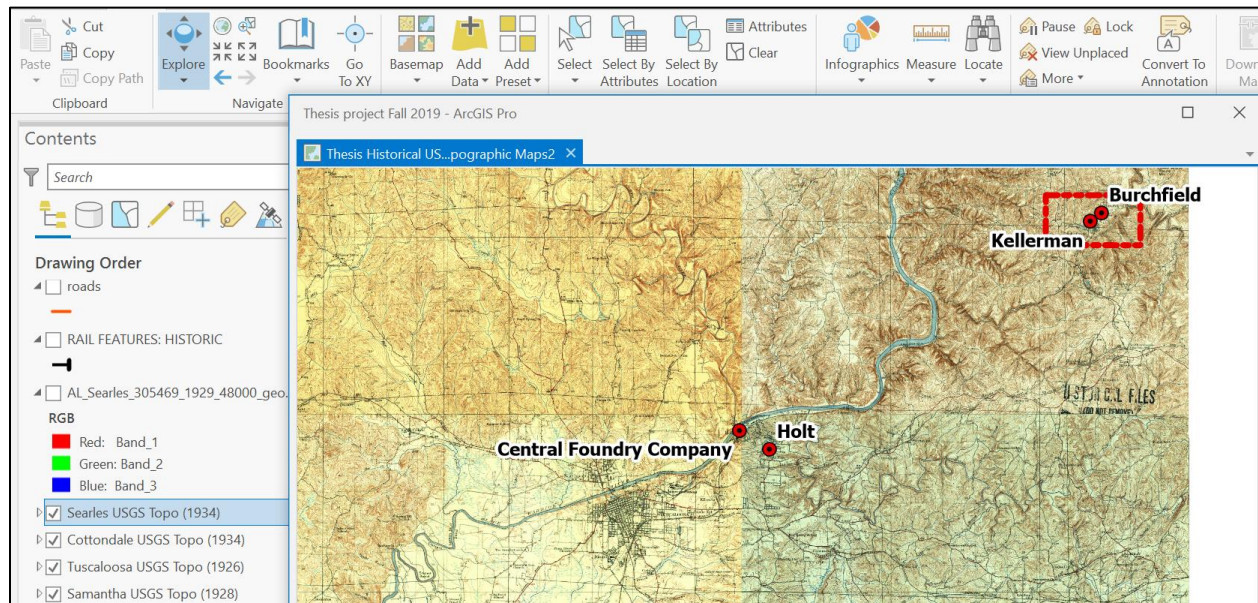 Cut
Copy
Copy Path
Paste
Clipboard
Explore
Bookmarks
Go
To XY
Navigate
Basemap
Add
Data
Add
Preset
Select
Select By
Attributes
Select By
Location
Attributes
Clear
Infographics
Measure
Locate
Pause
Lock
View Unplaced
More
Convert To
Annotation
Down
Ma
Contents
Search
Drawing Order
roads
RAIL FEATURES: HISTORIC
AL_Searles_305469_1929_48000_geo.
RGB
Red: Band_1
Green: Band_2
Blue: Band_3
Searles USGS Topo (1934)
Cottondale USGS Topo (1934)
Tuscaloosa USGS Topo (1926)
Samantha USGS Topo (1928)
Thesis project Fall 2019 - ArcGIS Pro
Thesis Historical US...pographic Maps2
Burchfield
Kellerman
Central Foundry Company
Holt